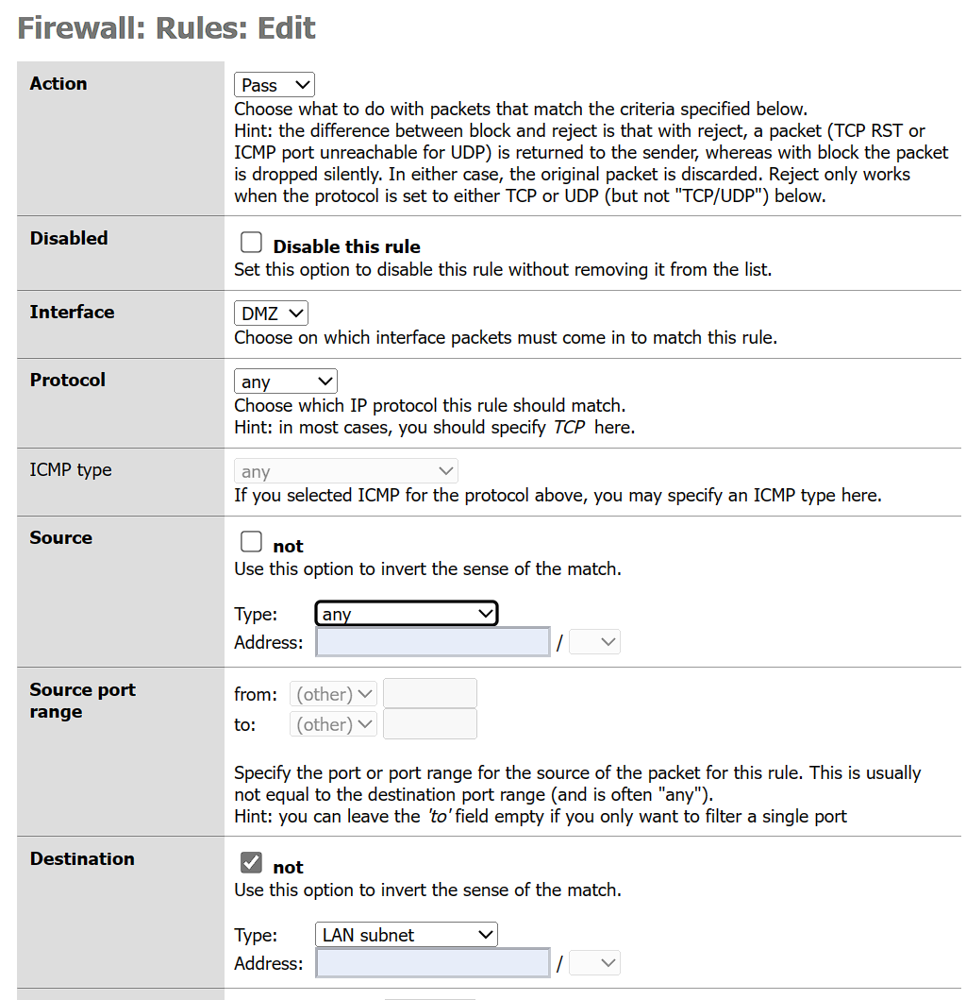 Firewall: Rules: Edit
Action
Pass
Choose what to do with packets that match the criteria specified below.
Hint: the difference between block and reject is that with reject, a packet (TCP RST or
ICMP port unreachable for UDP) is returned to the sender, whereas with block the packet
is dropped silently. In either case, the original packet is discarded. Reject only works
when the protocol is set to either TCP or UDP (but not "TCP/UDP") below.
Disabled
Disable this rule
Set this option to disable this rule without removing it from the list.
Interface
DMZ
Choose on which interface packets must come in to match this rule.
Protocol
any
Choose which IP protocol this rule should match.
Hint: in most cases, you should specify TCP here.
ICMP type
any
If you selected ICMP for the protocol above, you may specify an ICMP type here.
Source
not
Use this option to invert the sense of the match.
Type: any
Address: /
Source port
range
from: (other)
to: (other)
Specify the port or port range for the source of the packet for this rule. This is usually
not equal to the destination port range (and is often "any").
Hint: you can leave the 'to' field empty if you only want to filter a single port
Destination
not
Use this option to invert the sense of the match.
Type: LAN subnet
Address: /